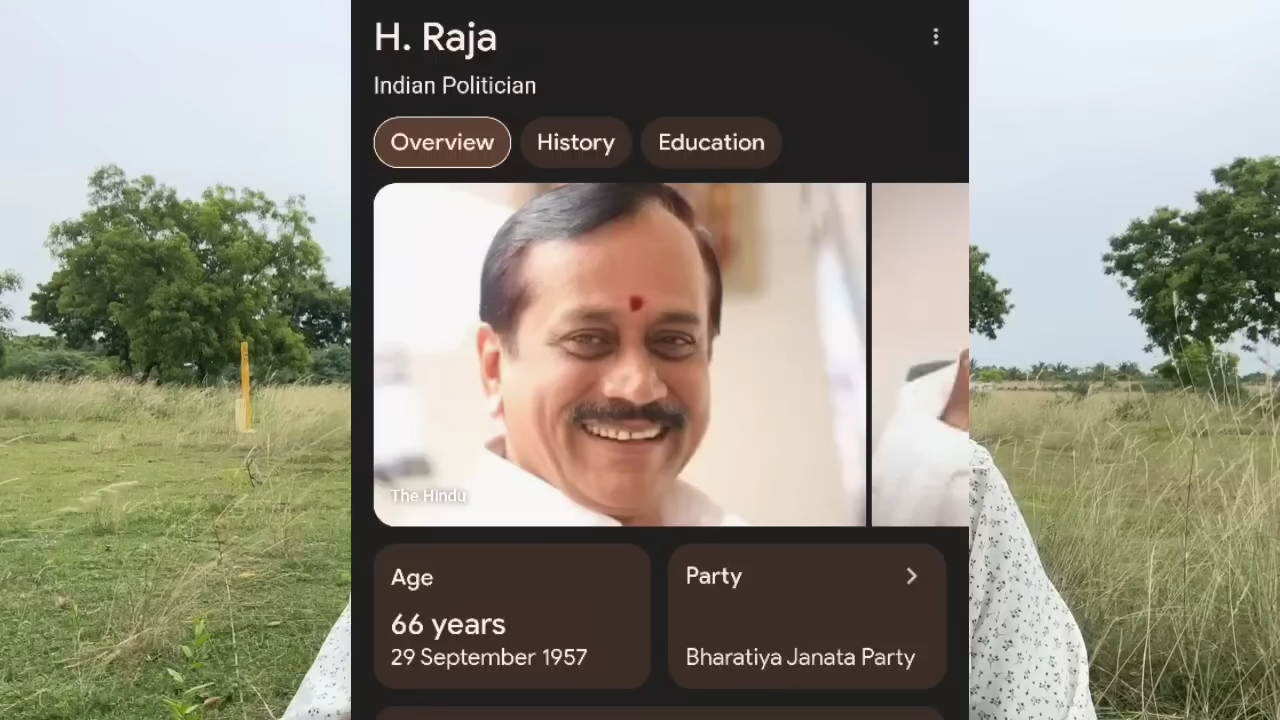 H. Raja
Indian Politician
Overview History Education
The Hindu
Age
66 years
29 September 1957
Party
Bharatiya Janata Party